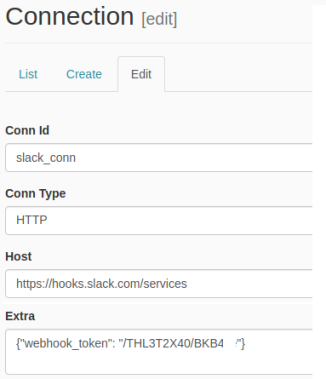 Connection [edit]
List Create Edit
Conn Id
slack_conn
Conn Type
HTTP
Host
https://hooks.slack.com/services
Extra
{"webhook_token": "/THL3T2X40/BKB4 "}